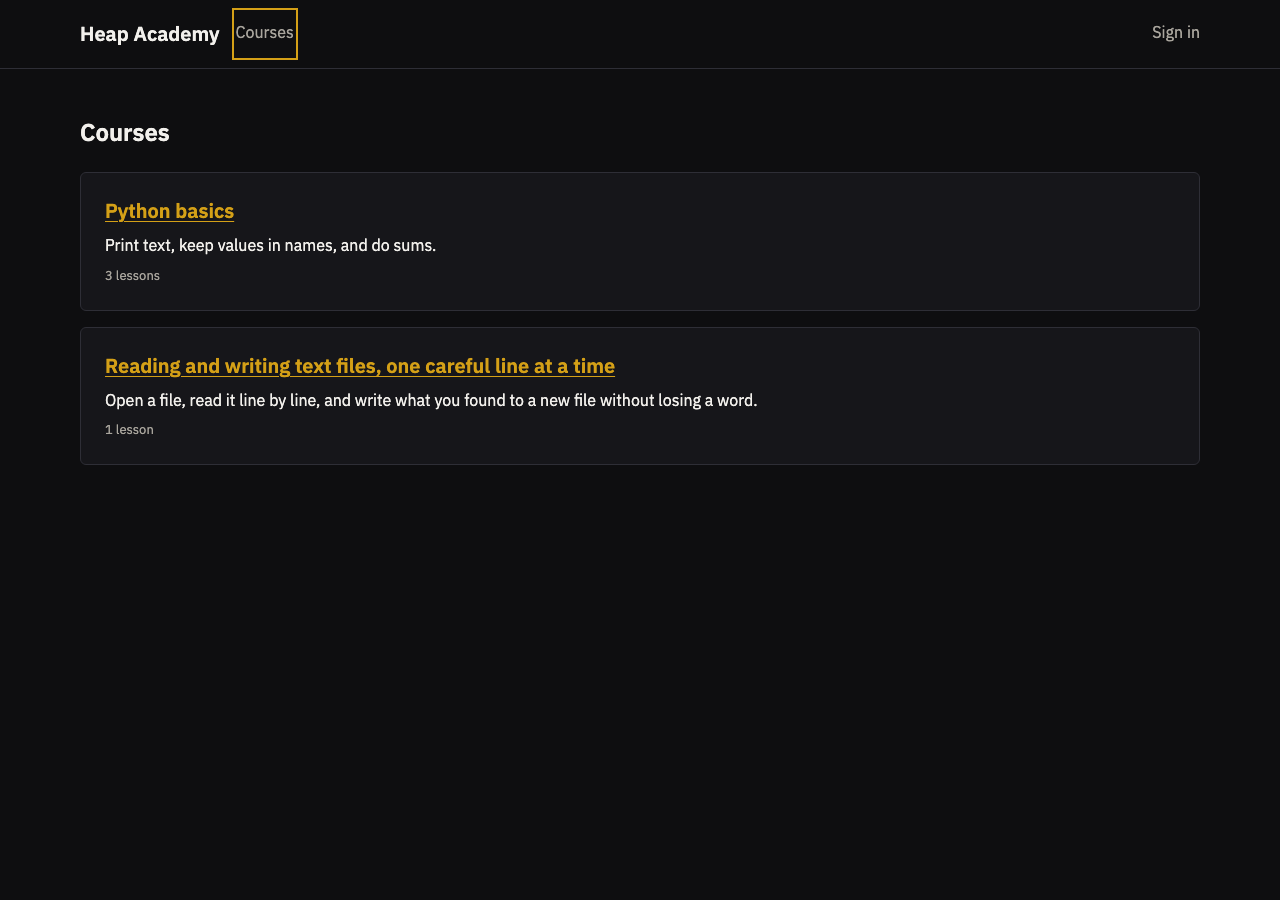 Heap Academy Courses Sign in
Courses
Python basics
Print text, keep values in names, and do sums.
3 lessons
Reading and writing text files, one careful line at a time
Open a file, read it line by line, and write what you found to a new file without losing a word.
1 lesson